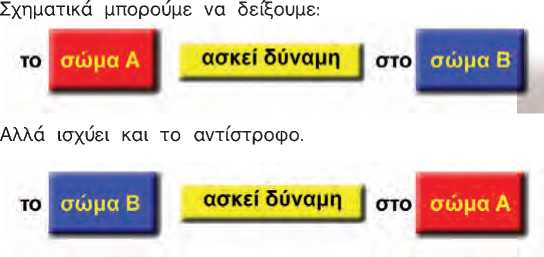 Σχηματικά μπορούμε να δείξουμε:
το σώμα Α ασκεί δύναμη στο σώμα Β
Αλλά ισχύει και το αντίστροφο.
το σώμα Β ασκεί δύναμη στο σώμα Α